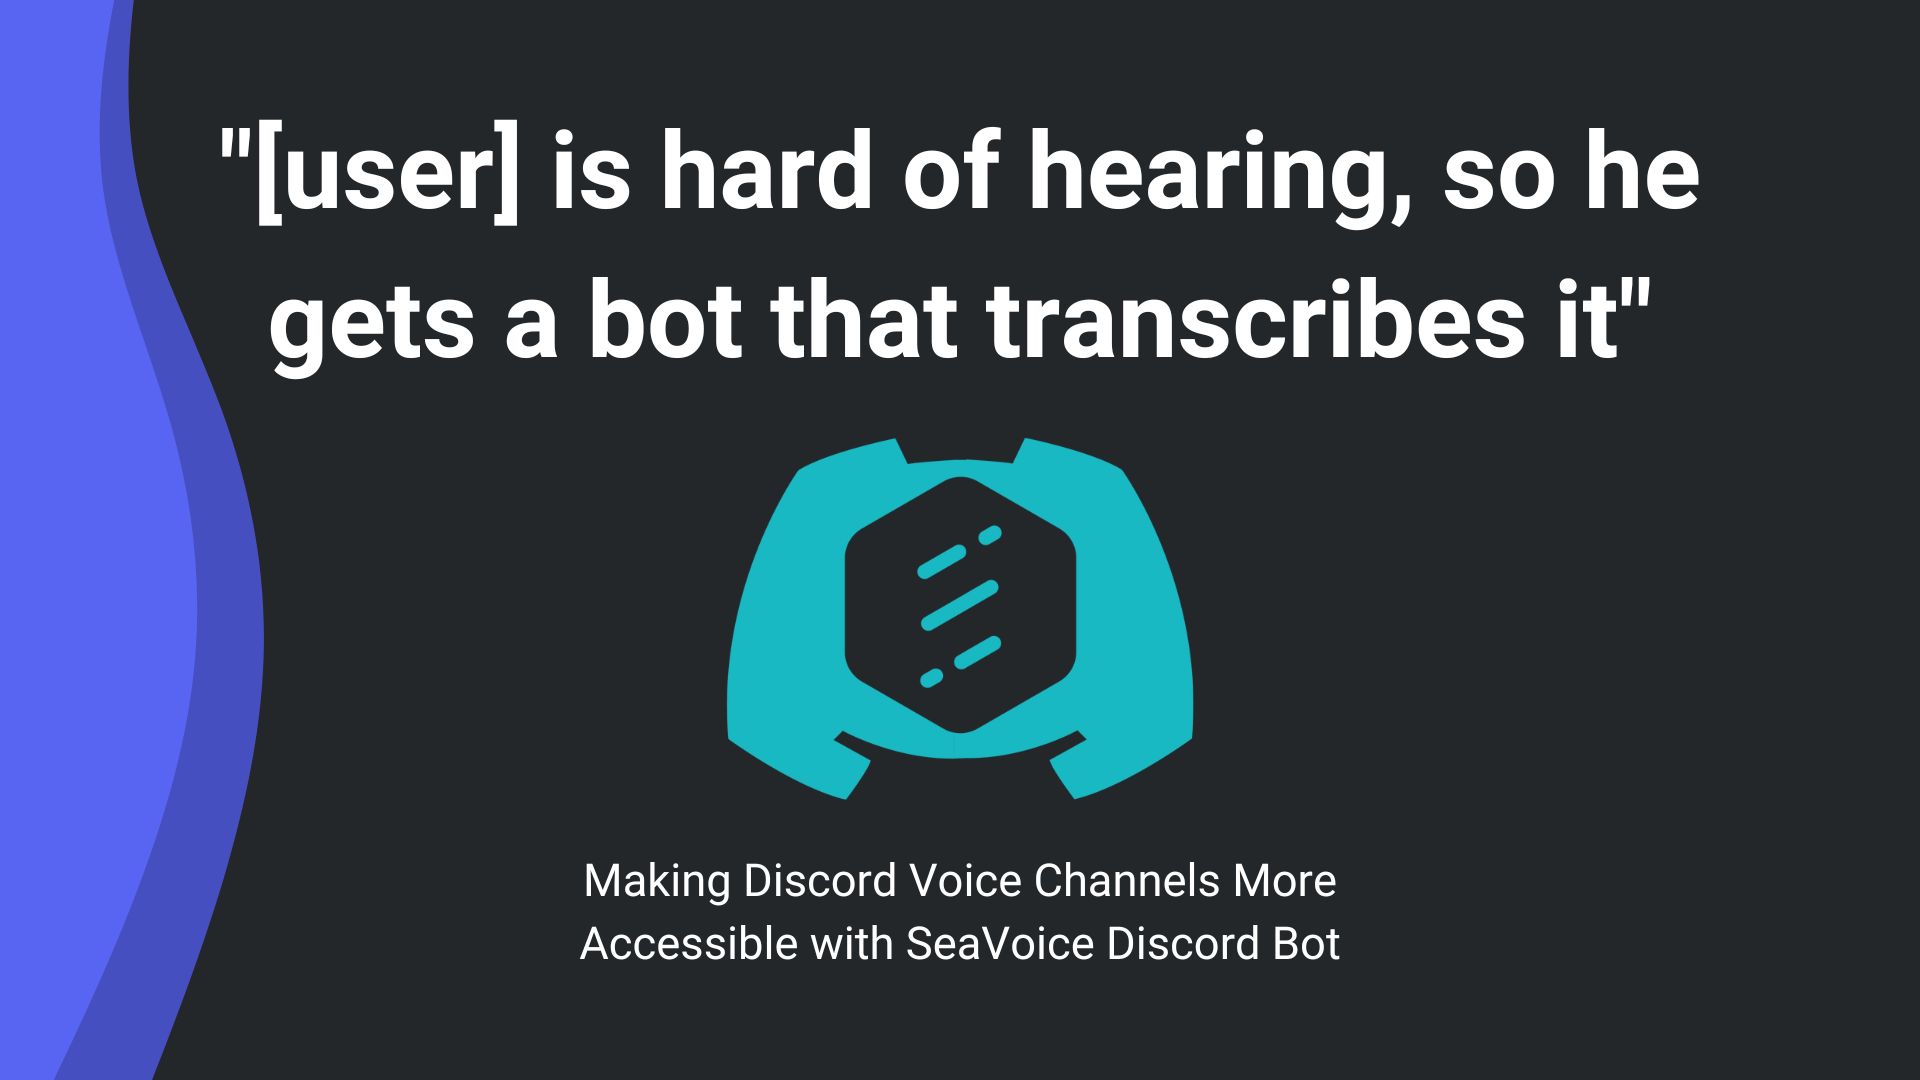 "[user] is hard of hearing, so he
gets a bot that transcribes it"
Making Discord Voice Channels More
Accessible with SeaVoice Discord Bot